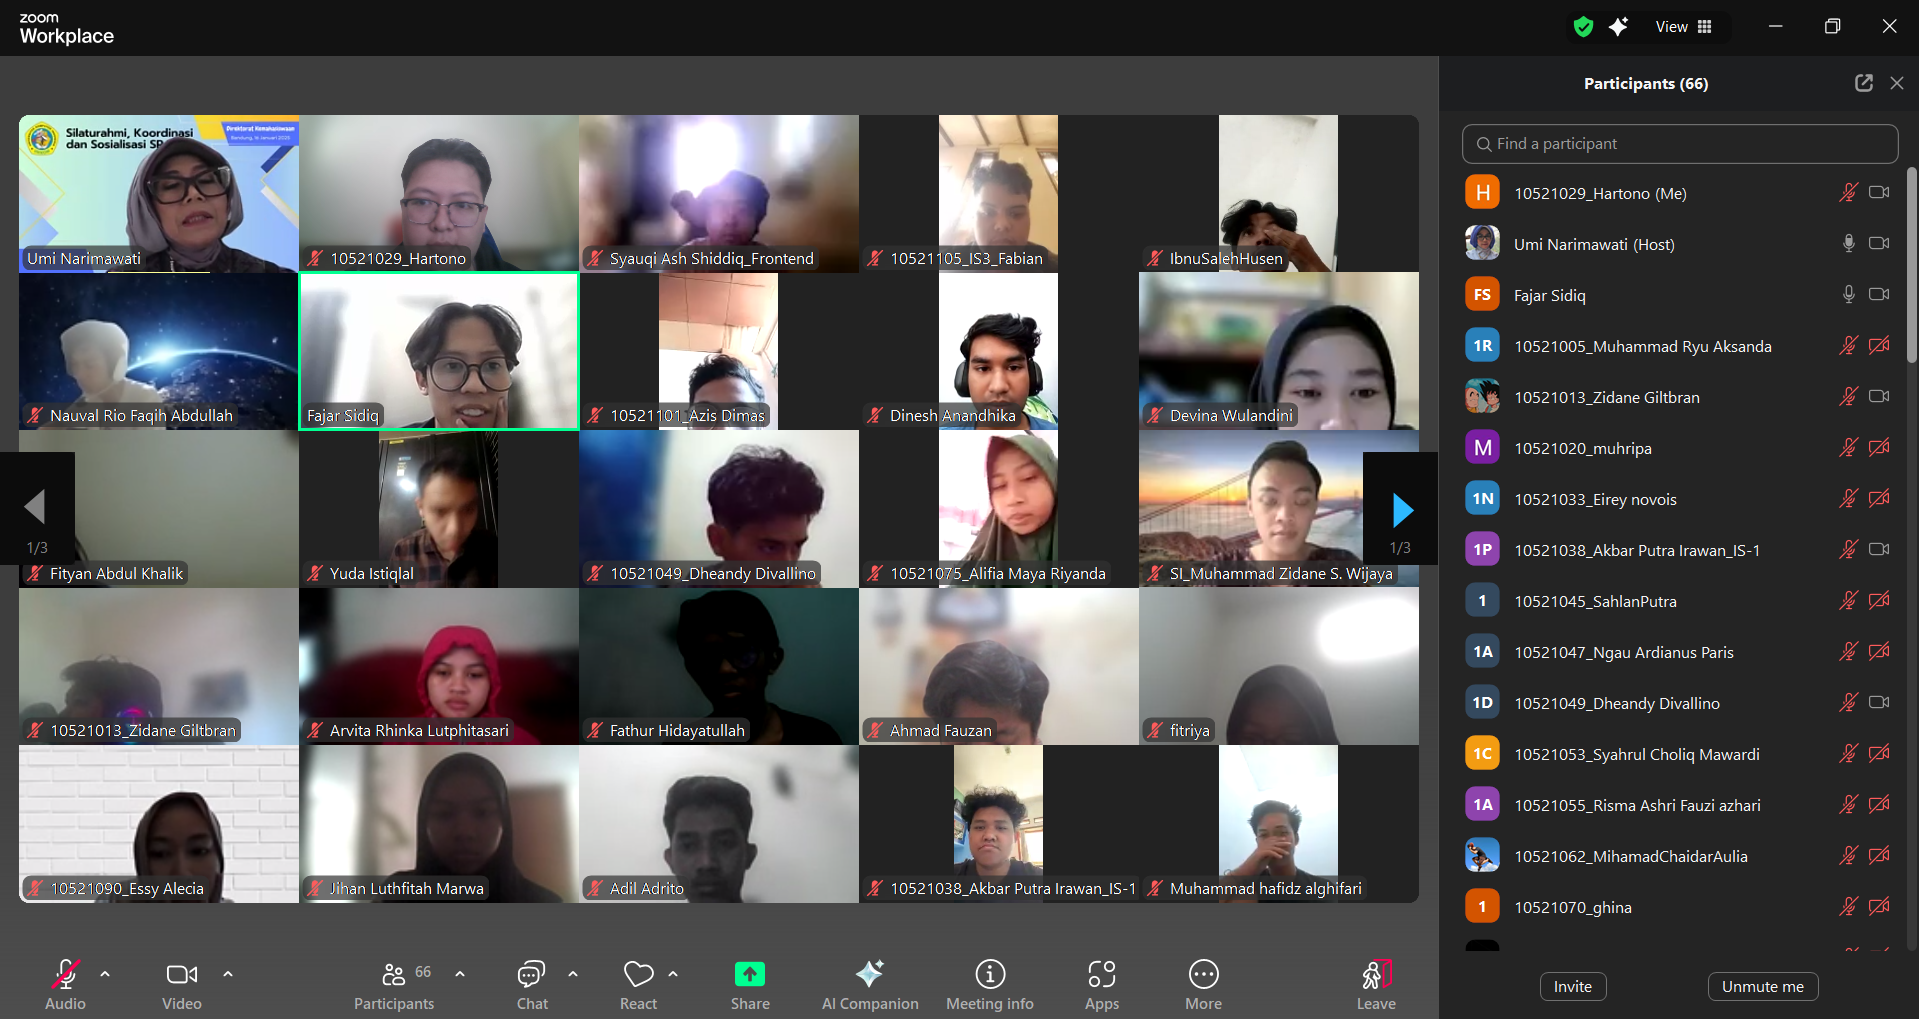 zoom
Workplace
View
Silaturahmi, Koordinasi
dan Sosialisasi SP
Direktorat Kemahasiswaan
Bandung, 16 Januari 2025
Umi Narimawati
10521029_Hartono
Syauqi Ash Shiddiq_Frontend
10521105_IS3_Fabian
IbnuSalehHusen
Nauval Rio Faqih Abdullah
Fajar Sidiq
10521101_Azis Dimas
Dinesh Anandhika
Devina Wulandini
1/3
Fityan Abdul Khalik
Yuda Istiqlal
10521049_Dheandy Divallino
10521075_Alifia Maya Riyanda
SI_Muhammad Zidane S. Wijaya
1/3
10521013_Zidane Giltbran
Arvita Rhinka Lutphitasari
Fathur Hidayatullah
Ahmad Fauzan
fitriya
10521090_Essy Alecia
Jihan Luthfitah Marwa
Adil Adrito
10521038_Akbar Putra Irawan_IS-1
Muhammad hafidz alghifari
Participants (66)
Find a participant
H 10521029_Hartono (Me)
Umi Narimawati (Host)
FS Fajar Sidiq
1R 10521005_Muhammad Ryu Aksanda
10521013_Zidane Giltbran
M 10521020_muhripa
1N 10521033_Eirey novois
1P 10521038_Akbar Putra Irawan_IS-1
1 10521045_SahlanPutra
1A 10521047_Ngau Ardianus Paris
1D 10521049_Dheandy Divallino
1C 10521053_Syahrul Choliq Mawardi
1A 10521055_Risma Ashri Fauzi azhari
10521062_MihamadChaidarAulia
1 10521070_ghina
Invite
Unmute me
Audio
Video
Participants 66
Chat
React
Share
AI Companion
Meeting info
Apps
More
Leave